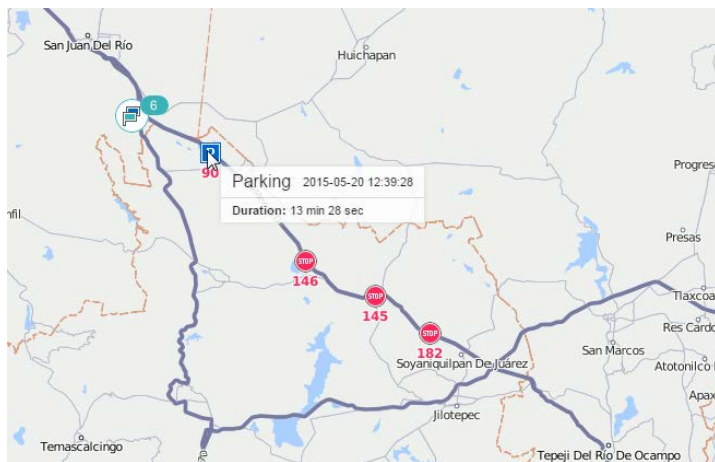 San Juan Del Río
Huichapan
6
P
90
Parking 2015-05-20 12:39:28
Duration: 13 min 28 sec
Progres
nfil
Presas
STOP
146
STOP
145
Tlaxcoa
STOP
182
Res Cardo
San Marcos
Soyaniquilpan De Juárez
Atotonilco
Apax
Jilotepec
Temascalcingo
Tepeji Del Río De Ocampo